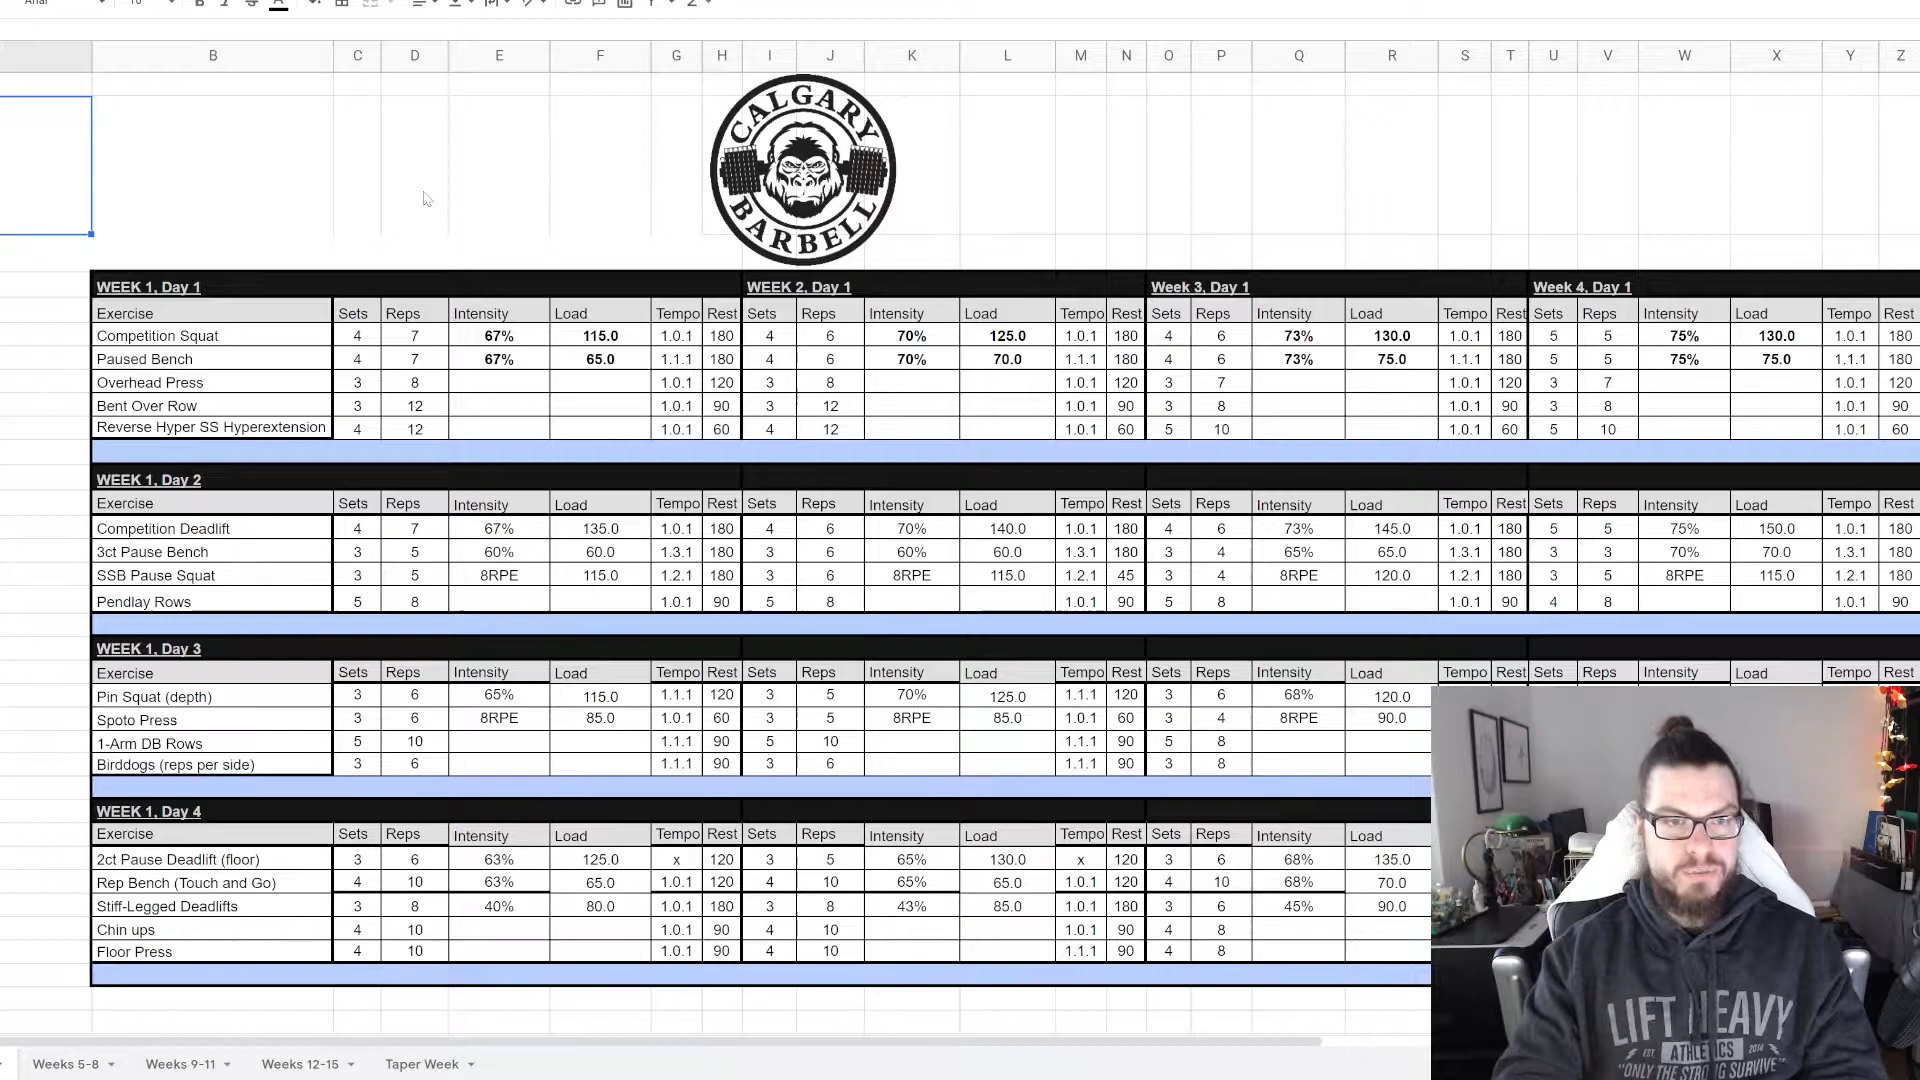 Arial 10 B I S A
B C D E F G H I J K L M N O P Q R S T U V W X Y Z
CALGARY
BARBELL
WEEK 1, Day 1 WEEK 2, Day 1 Week 3, Day 1 Week 4, Day 1
Exercise Sets Reps Intensity Load Tempo Rest Sets Reps Intensity Load Tempo Rest Sets Reps Intensity Load Tempo Rest Sets Reps Intensity Load Tempo Rest
Competition Squat 4 7 67% 115.0 1.0.1 180 4 6 70% 125.0 1.0.1 180 4 6 73% 130.0 1.0.1 180 5 5 75% 130.0 1.0.1 180
Paused Bench 4 7 67% 65.0 1.1.1 180 4 6 70% 70.0 1.1.1 180 4 6 73% 75.0 1.1.1 180 5 5 75% 75.0 1.1.1 180
Overhead Press 3 8 1.0.1 120 3 8 1.0.1 120 3 7 1.0.1 120 3 7 1.0.1 120
Bent Over Row 3 12 1.0.1 90 3 12 1.0.1 90 3 8 1.0.1 90 3 8 1.0.1 90
Reverse Hyper SS Hyperextension 4 12 1.0.1 60 4 12 1.0.1 60 5 10 1.0.1 60 5 10 1.0.1 60
WEEK 1, Day 2
Exercise Sets Reps Intensity Load Tempo Rest Sets Reps Intensity Load Tempo Rest Sets Reps Intensity Load Tempo Rest Sets Reps Intensity Load Tempo Rest
Competition Deadlift 4 7 67% 135.0 1.0.1 180 4 6 70% 140.0 1.0.1 180 4 6 73% 145.0 1.0.1 180 5 5 75% 150.0 1.0.1 180
3ct Pause Bench 3 5 60% 60.0 1.3.1 180 3 6 60% 60.0 1.3.1 180 3 4 65% 65.0 1.3.1 180 3 3 70% 70.0 1.3.1 180
SSB Pause Squat 3 5 8RPE 115.0 1.2.1 180 3 6 8RPE 115.0 1.2.1 45 3 4 8RPE 120.0 1.2.1 180 3 5 8RPE 115.0 1.2.1 180
Pendlay Rows 5 8 1.0.1 90 5 8 1.0.1 90 5 8 1.0.1 90 4 8 1.0.1 90
WEEK 1, Day 3
Exercise Sets Reps Intensity Load Tempo Rest Sets Reps Intensity Load Tempo Rest Sets Reps Intensity Load Tempo Rest Sets Reps Intensity Load Tempo Rest
Pin Squat (depth) 3 6 65% 115.0 1.1.1 120 3 5 70% 125.0 1.1.1 120 3 6 68% 120.0
Spoto Press 3 6 8RPE 85.0 1.0.1 60 3 5 8RPE 85.0 1.0.1 60 3 4 8RPE 90.0
1-Arm DB Rows 5 10 1.1.1 90 5 10 1.1.1 90 5 8
Birddogs (reps per side) 3 6 1.1.1 90 3 6 1.1.1 90 3 8
WEEK 1, Day 4
Exercise Sets Reps Intensity Load Tempo Rest Sets Reps Intensity Load Tempo Rest Sets Reps Intensity Load
2ct Pause Deadlift (floor) 3 6 63% 125.0 x 120 3 5 65% 130.0 x 120 3 6 68% 135.0
Rep Bench (Touch and Go) 4 10 63% 65.0 1.0.1 120 4 10 65% 65.0 1.0.1 120 4 10 68% 70.0
Stiff-Legged Deadlifts 3 8 40% 80.0 1.0.1 180 3 8 43% 85.0 1.0.1 180 3 6 45% 90.0
Chin ups 4 10 1.0.1 90 4 10 1.0.1 90 4 8
Floor Press 4 10 1.0.1 90 4 10 1.1.1 90 4 8
LIFT HEAVY
EST. ATHLETICS 2014
"ONLY THE STRONG SURVIVE"
Weeks 5-8 Weeks 9-11 Weeks 12-15 Taper Week